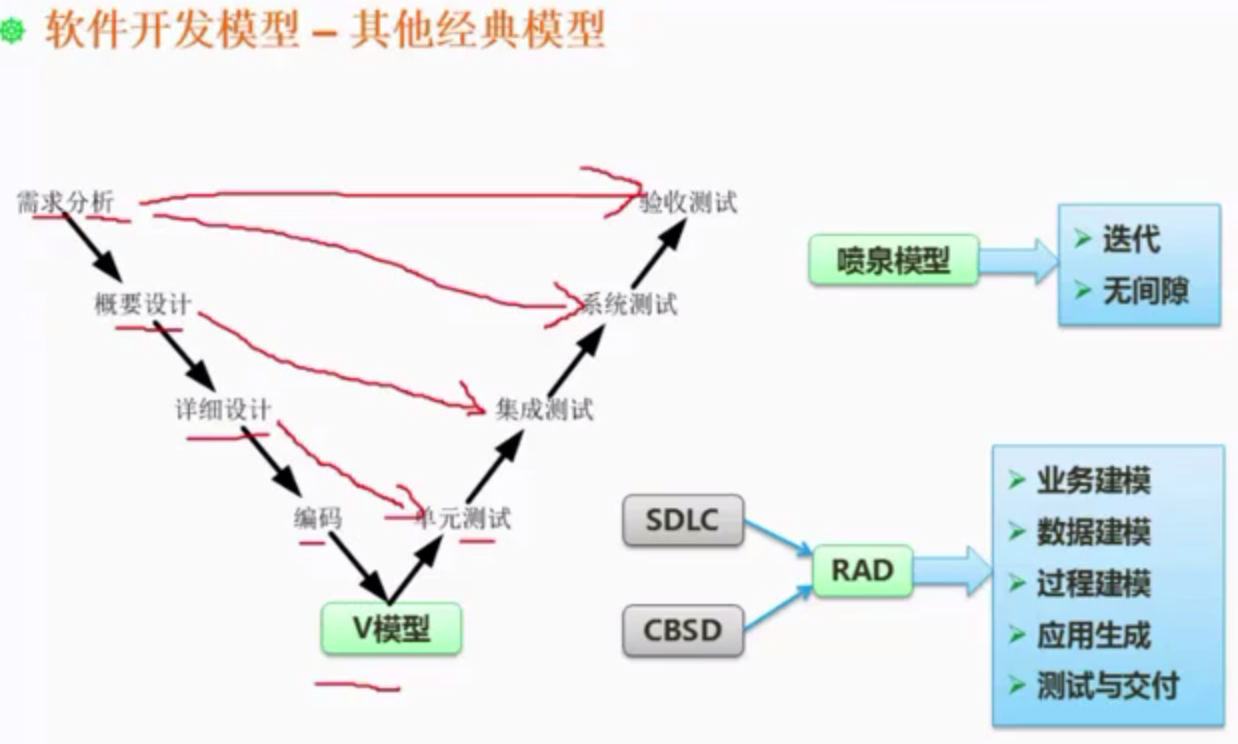 软件开发模型 – 其他经典模型
需求分析
验收测试
概要设计
系统测试
详细设计
集成测试
编码
单元测试
V模型
喷泉模型
迭代
无间隙
SDLC
CBSD
RAD
业务建模
数据建模
过程建模
应用生成
测试与交付